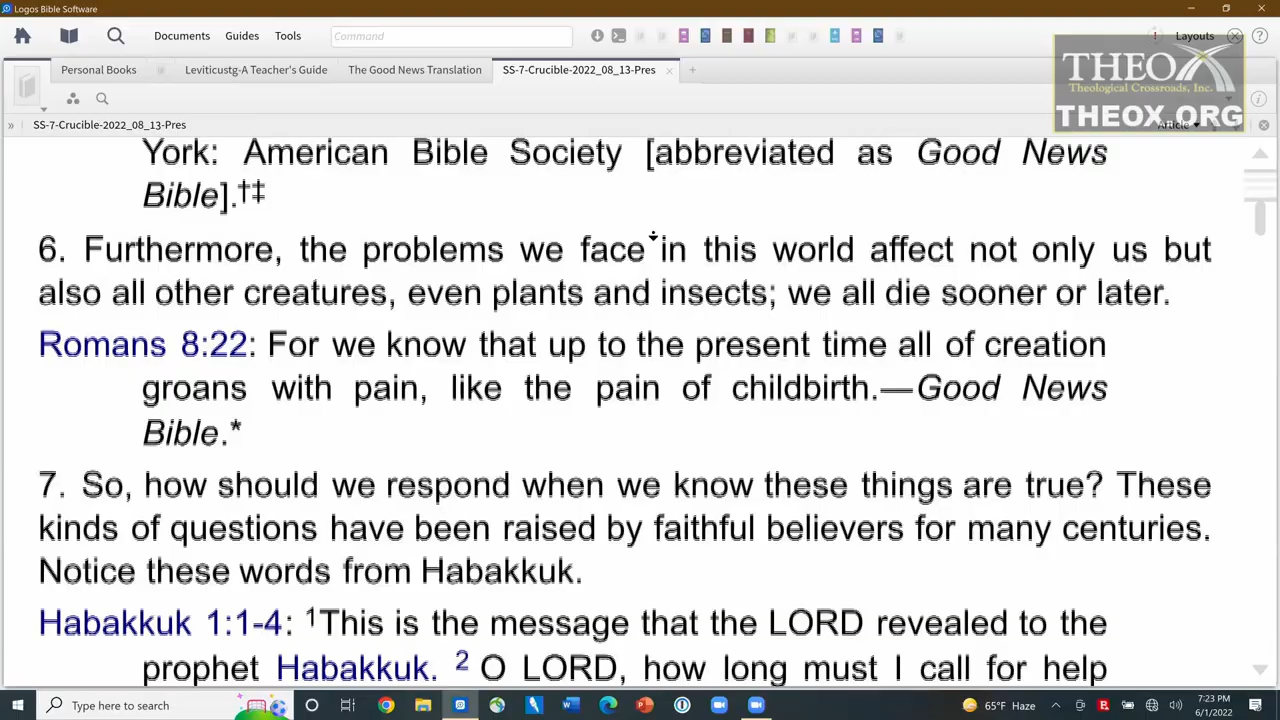 Logos Bible Software
Documents Guides Tools Command Layouts
Personal Books Leviticustg-A Teacher's Guide The Good News Translation SS-7-Crucible-2022_08_13-Pres
THEOX
Theological Crossroads, Inc.
THEOX.ORG
SS-7-Crucible-2022_08_13-Pres Article
York: American Bible Society [abbreviated as Good News
Bible].†‡
6. Furthermore, the problems we face in this world affect not only us but
also all other creatures, even plants and insects; we all die sooner or later.
Romans 8:22: For we know that up to the present time all of creation
groans with pain, like the pain of childbirth.—Good News
Bible.*
7. So, how should we respond when we know these things are true? These
kinds of questions have been raised by faithful believers for many centuries.
Notice these words from Habakkuk.
Habakkuk 1:1-4: 1This is the message that the LORD revealed to the
prophet Habakkuk. 2 O LORD, how long must I call for help
Type here to search
65°F Haze
7:23 PM
6/1/2022